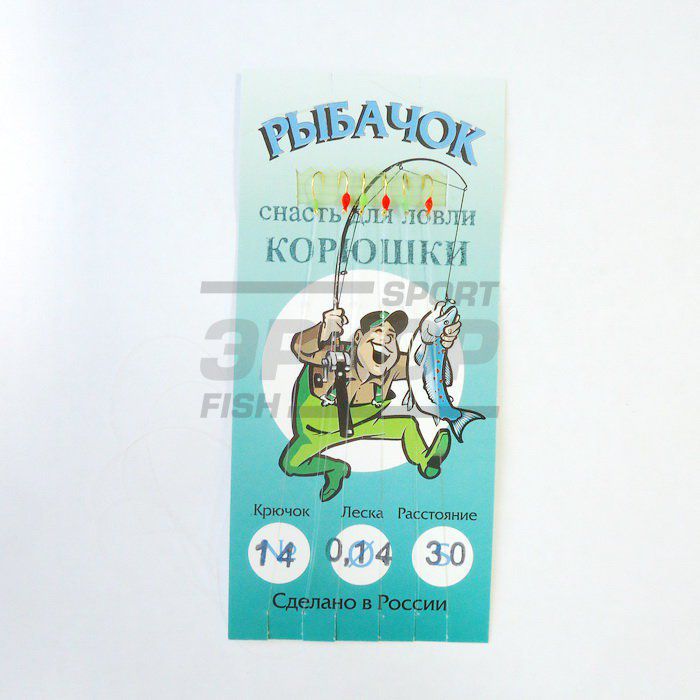 РЫБАЧОК
снасть для ловли
КОРЮШКИ
SPORT
FISH
Крючок Леска Расстояние
14 0,14 30
Сделано в России